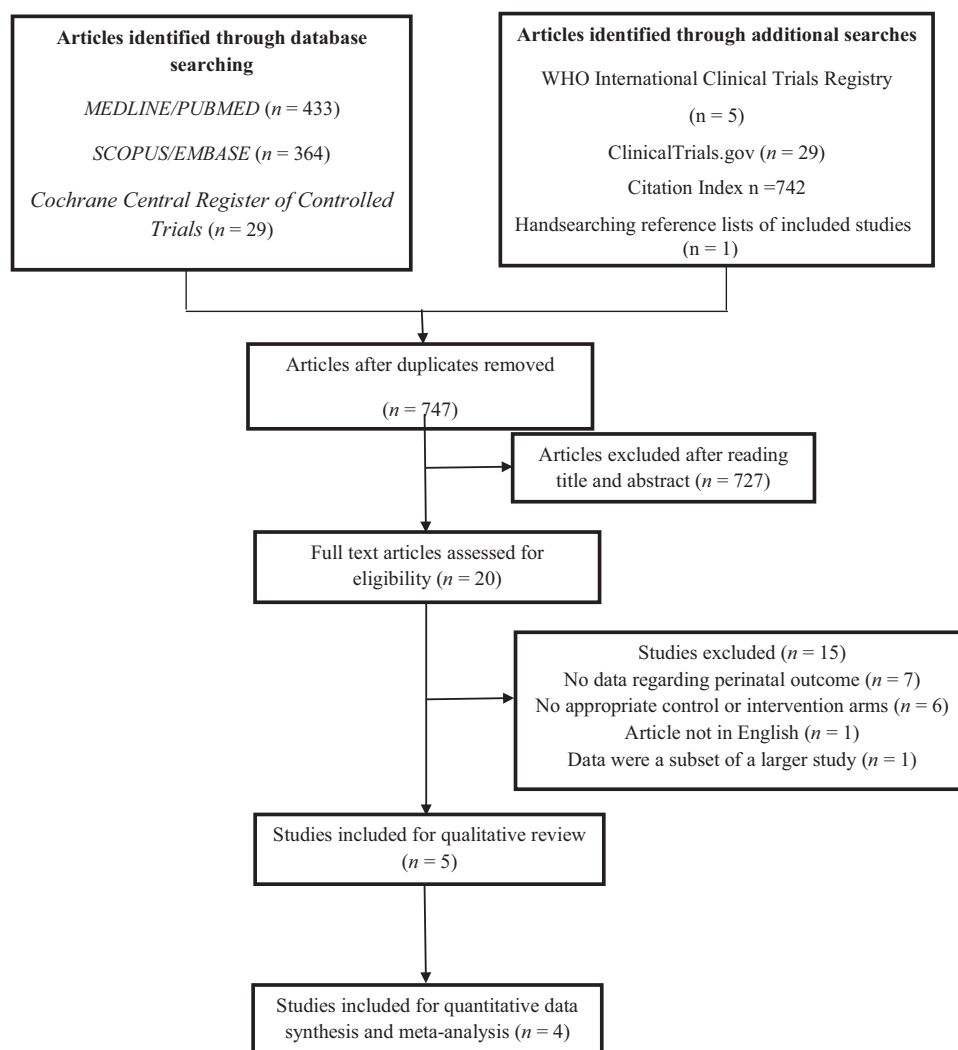 Articles identified through database
searching
MEDLINE/PUBMED (n = 433)
SCOPUS/EMBASE (n = 364)
Cochrane Central Register of Controlled
Trials (n = 29)
Articles identified through additional searches
WHO International Clinical Trials Registry
(n = 5)
ClinicalTrials.gov (n = 29)
Citation Index n =742
Handsearching reference lists of included studies
(n = 1)
Articles after duplicates removed
(n = 747)
Articles excluded after reading
title and abstract (n = 727)
Full text articles assessed for
eligibility (n = 20)
Studies excluded (n = 15)
No data regarding perinatal outcome (n = 7)
No appropriate control or intervention arms (n = 6)
Article not in English (n = 1)
Data were a subset of a larger study (n = 1)
Studies included for qualitative review
(n = 5)
Studies included for quantitative data
synthesis and meta-analysis (n = 4)